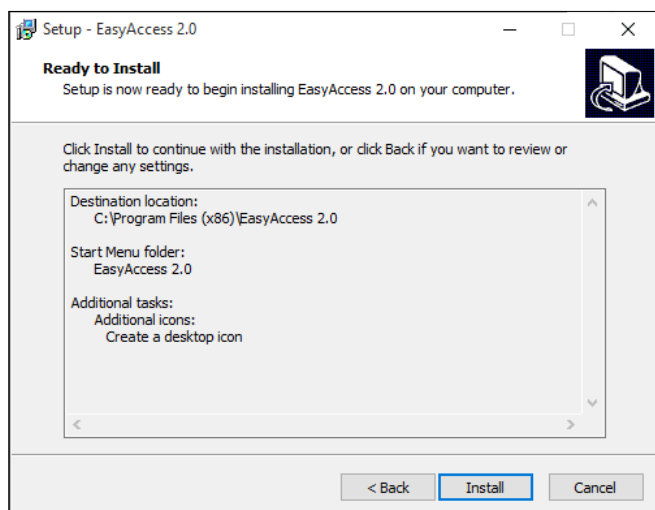 Setup - EasyAccess 2.0
Ready to Install
Setup is now ready to begin installing EasyAccess 2.0 on your computer.
Click Install to continue with the installation, or click Back if you want to review or
change any settings.
Destination location:
C:\Program Files (x86)\EasyAccess 2.0
Start Menu folder:
EasyAccess 2.0
Additional tasks:
Additional icons:
Create a desktop icon
< Back
Install
Cancel